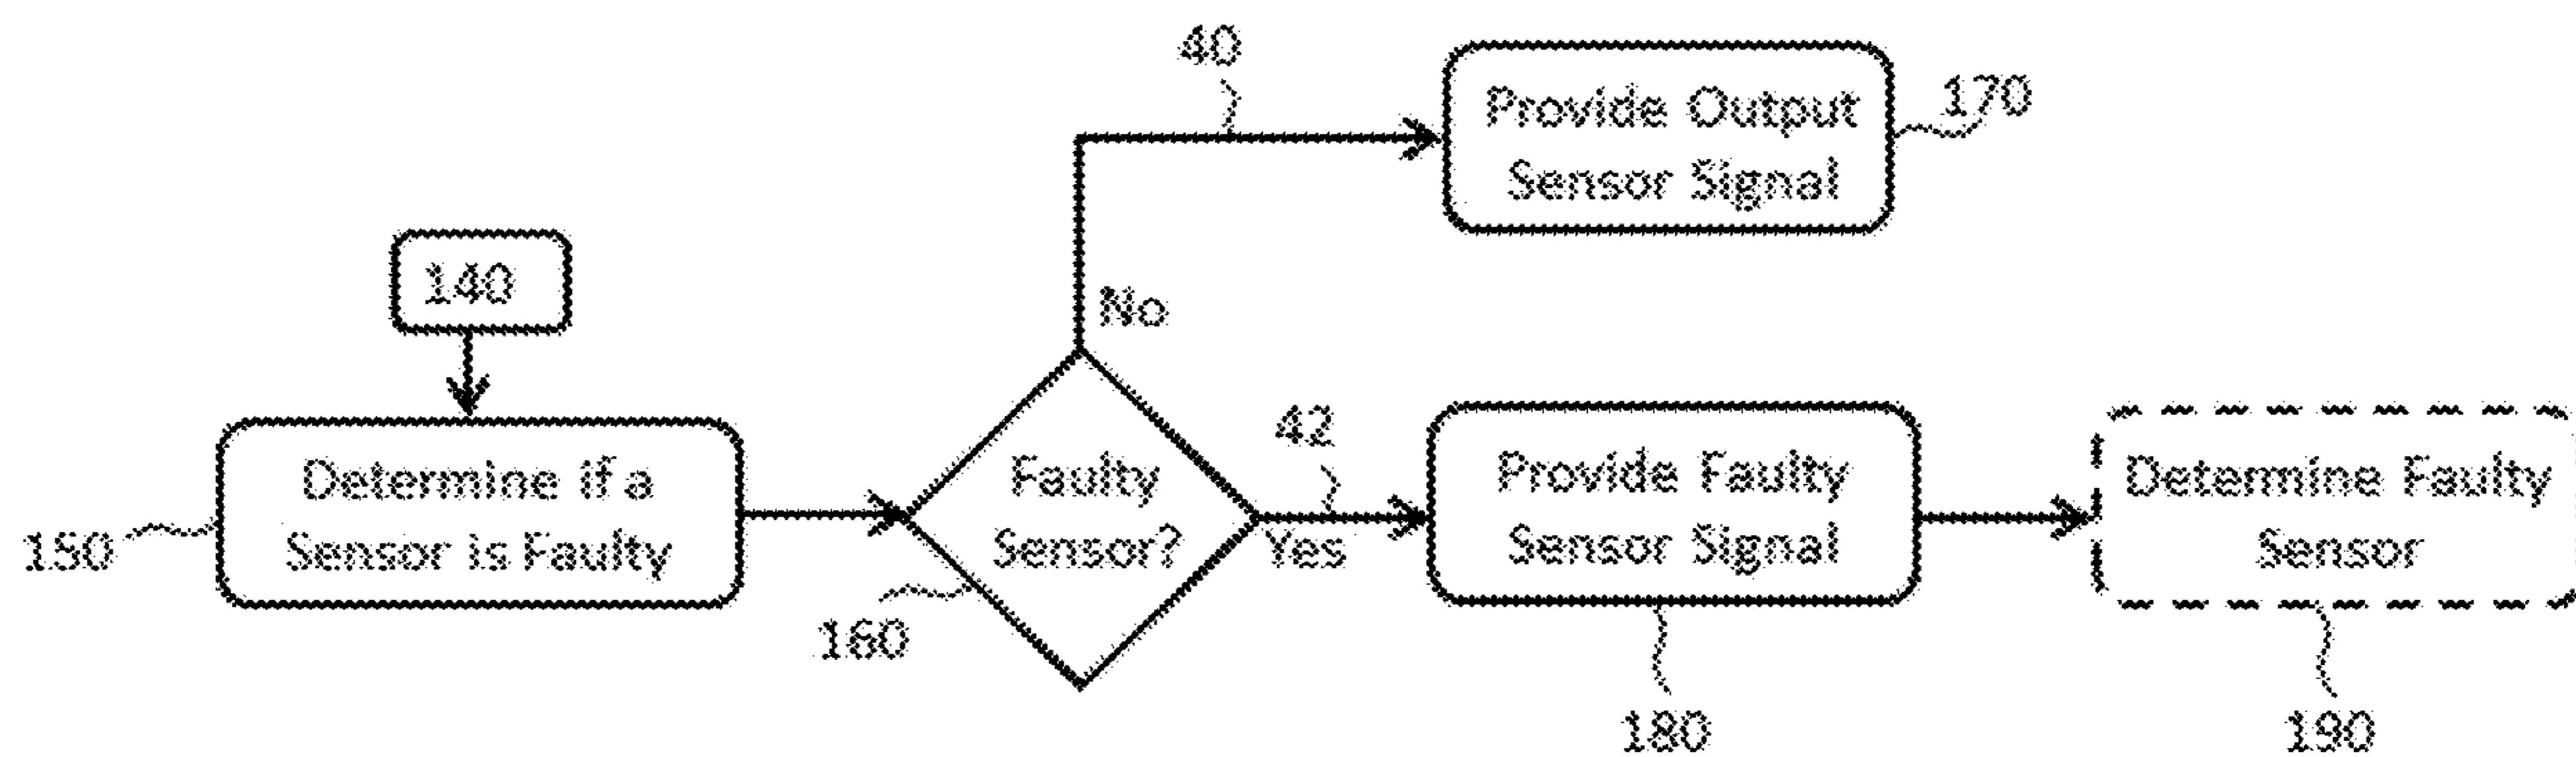 40
Provide Output
Sensor Signal
170
140
No
Determine if a
Sensor is Faulty
150
Faulty
Sensor?
160
42
Yes
Provide Faulty
Sensor Signal
180
Determine Faulty
Sensor
190